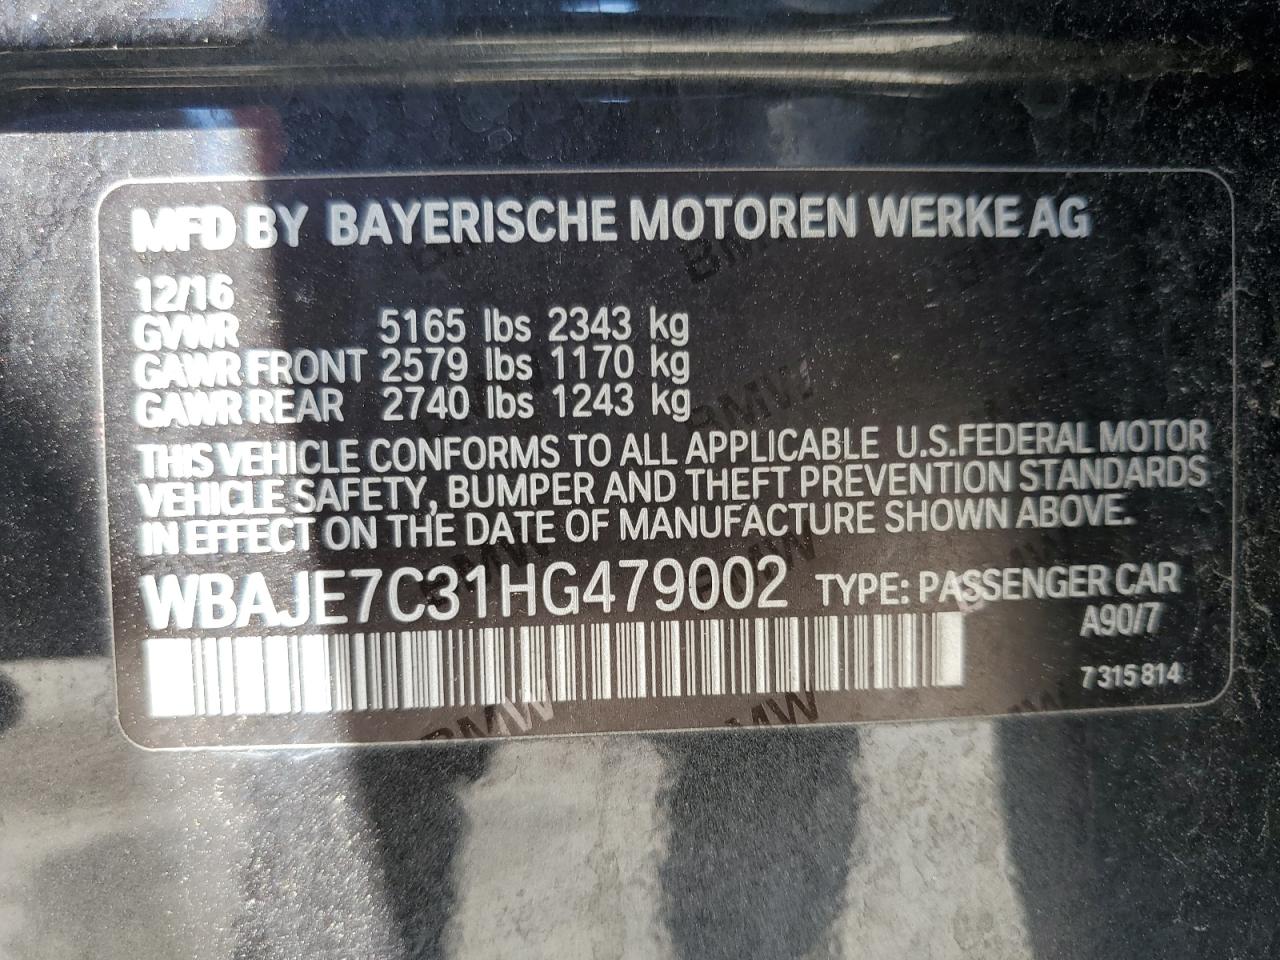 MFD BY BAYERISCHE MOTOREN WERKE AG
12/16
GVWR 5165 lbs 2343 kg
GAWR FRONT 2579 lbs 1170 kg
GAWR REAR 2740 lbs 1243 kg
THIS VEHICLE CONFORMS TO ALL APPLICABLE U.S.FEDERAL MOTOR
VEHICLE SAFETY, BUMPER AND THEFT PREVENTION STANDARDS
IN EFFECT ON THE DATE OF MANUFACTURE SHOWN ABOVE.
WBAJE7C31HG479002 TYPE: PASSENGER CAR
A90/7
7 315 814